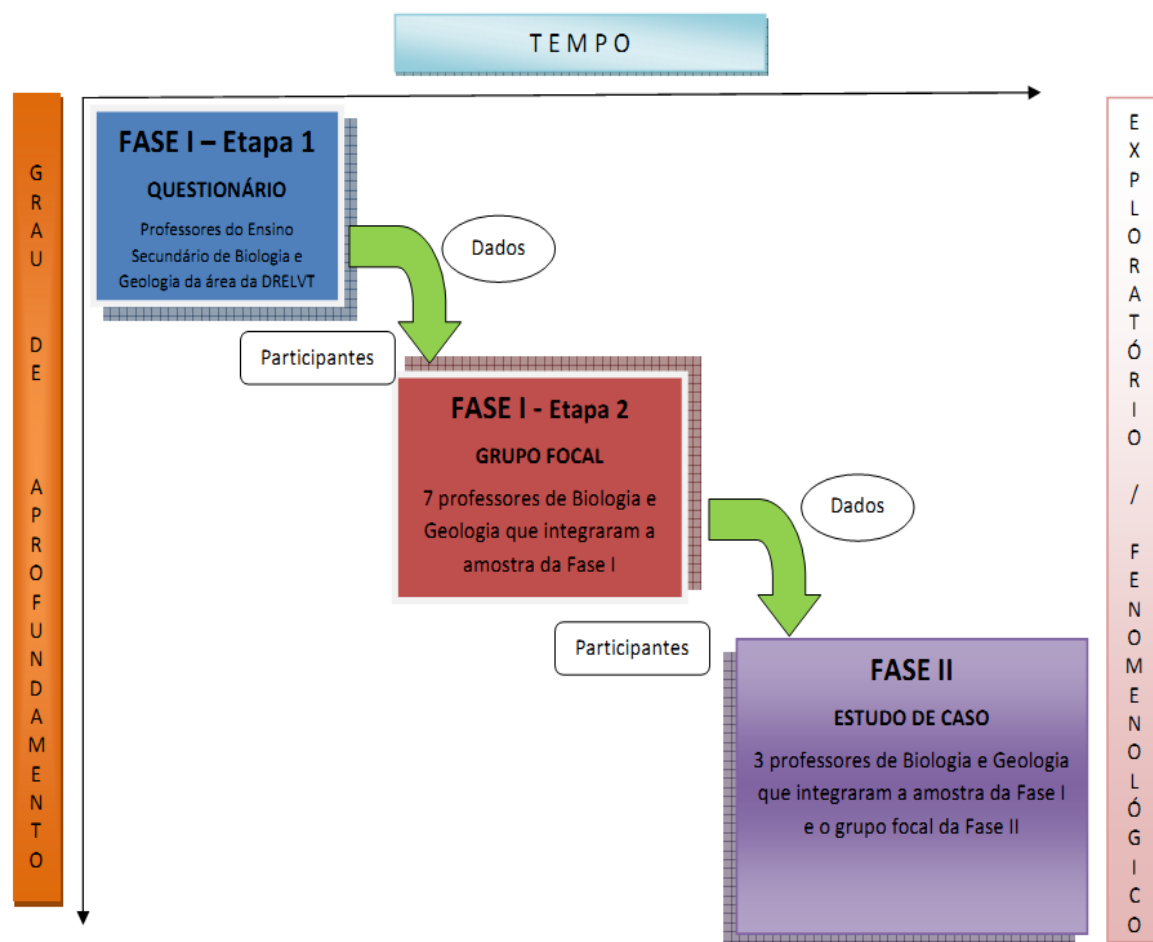 TEMPO
GRAU DE APROFUNDAMENTO
FASE I – Etapa 1
QUESTIONÁRIO
Professores do Ensino
Secundário de Biologia e
Geologia da área da DRELVT
Dados
Participantes
FASE I - Etapa 2
GRUPO FOCAL
7 professores de Biologia e
Geologia que integraram a
amostra da Fase I
Dados
Participantes
FASE II
ESTUDO DE CASO
3 professores de Biologia e Geologia
que integraram a amostra da Fase I
e o grupo focal da Fase II
EXPLORATÓRIO / FENOMENOLÓGICO